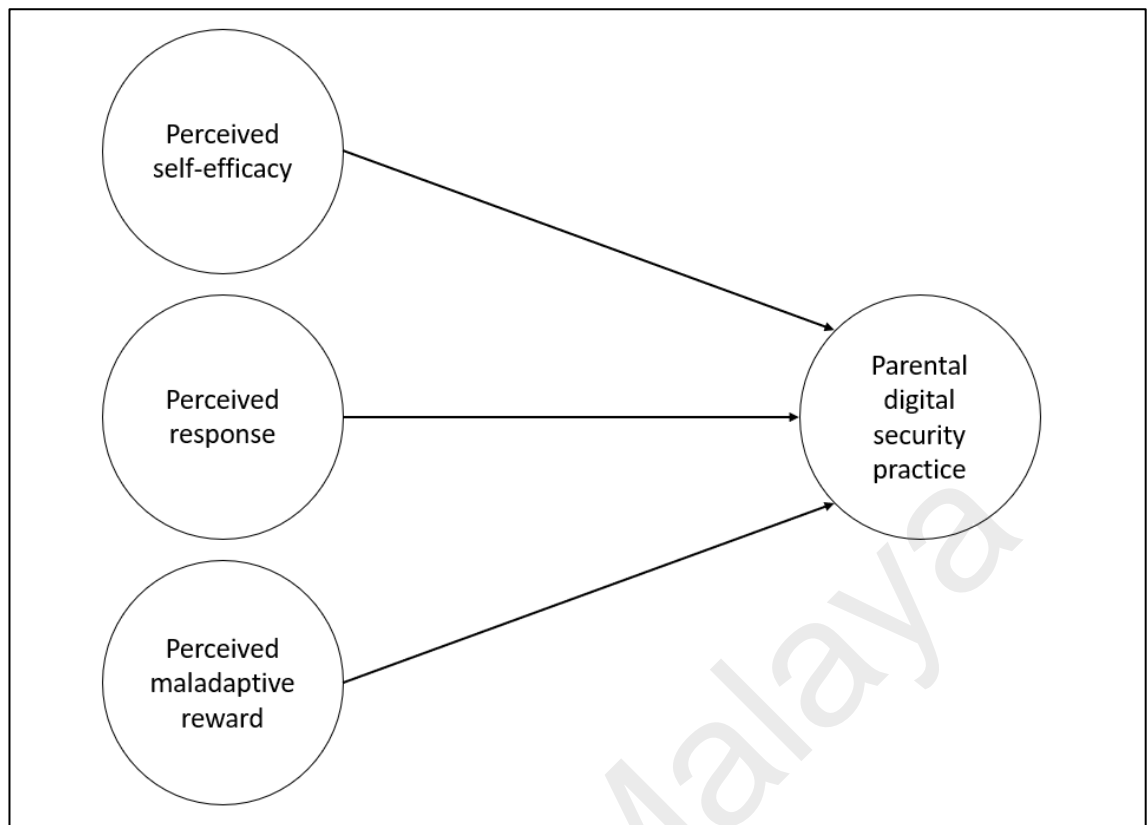 Perceived
self-efficacy
Perceived
response
Perceived
maladaptive
reward
Parental
digital
security
practice
Malaya